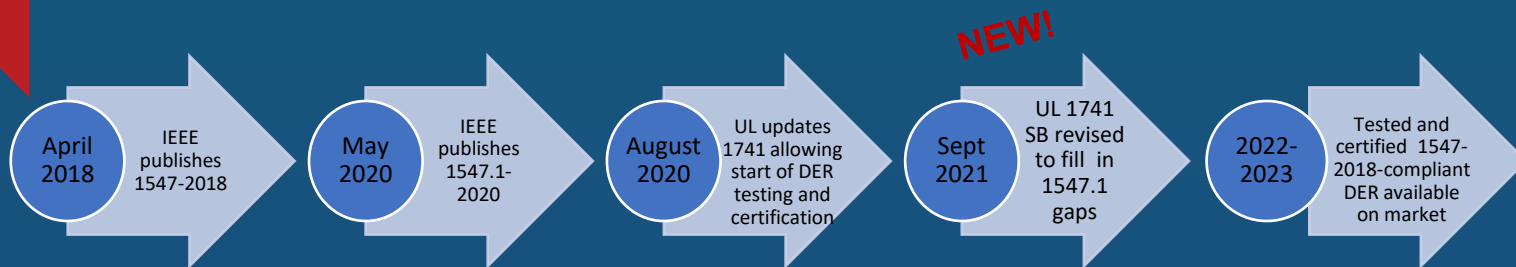 NEW!
April
2018
IEEE
publishes
1547-2018
May
2020
IEEE
publishes
1547.1-
2020
August
2020
UL updates
1741 allowing
start of DER
testing and
certification
Sept
2021
UL 1741
SB revised
to fill in
1547.1
gaps
2022-
2023
Tested and
certified 1547-
2018-compliant
DER available
on market